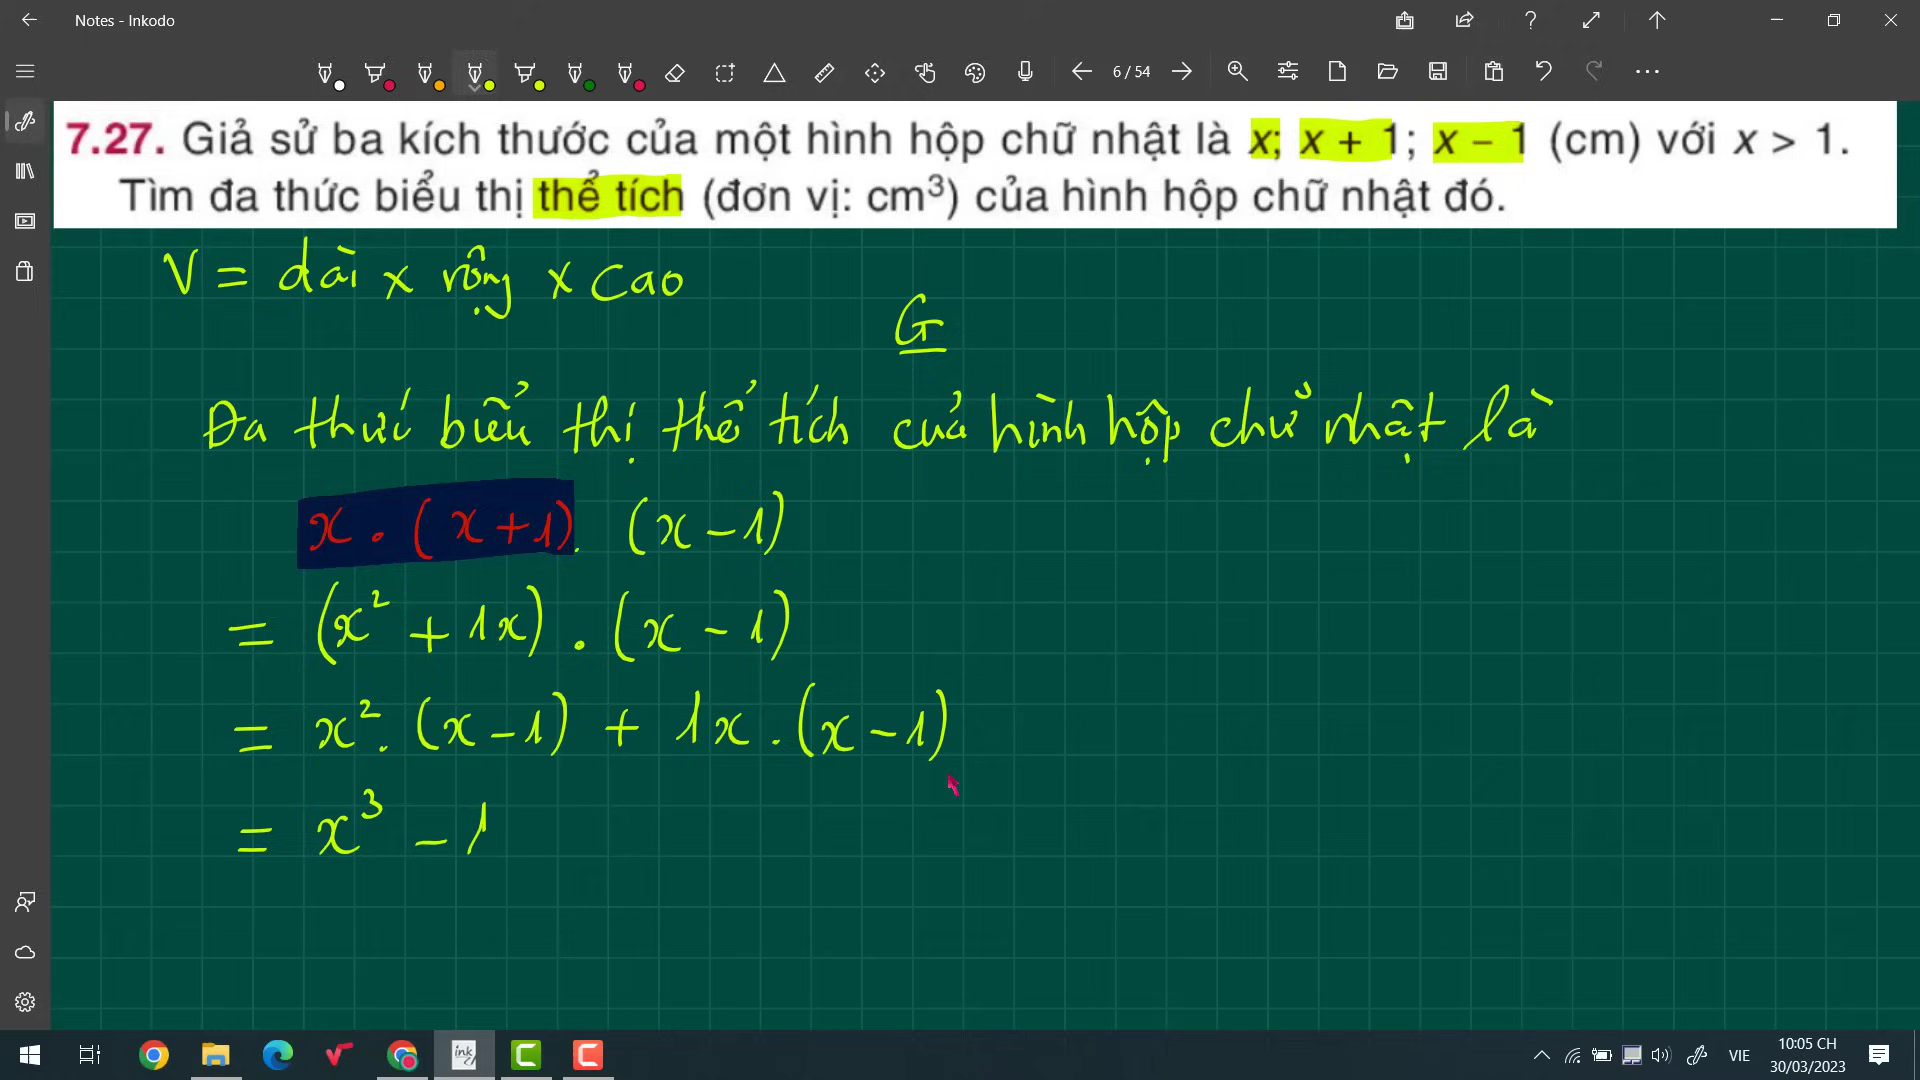 Notes - Inkodo
6 / 54
7.27. Giả sử ba kích thước của một hình hộp chữ nhật là x; x + 1; x – 1 (cm) với x > 1.
Tìm đa thức biểu thị thể tích (đơn vị: cm³) của hình hộp chữ nhật đó.
V = dài x rộng x cao
G
Đa thức biểu thị thể tích của hình hộp chữ nhật là
x . (x+1) . (x – 1)
= (x² + 1x) . (x – 1)
= x² . (x – 1) + 1x . (x – 1)
= x³ – 1
ink
VIE
10:05 CH
30/03/2023